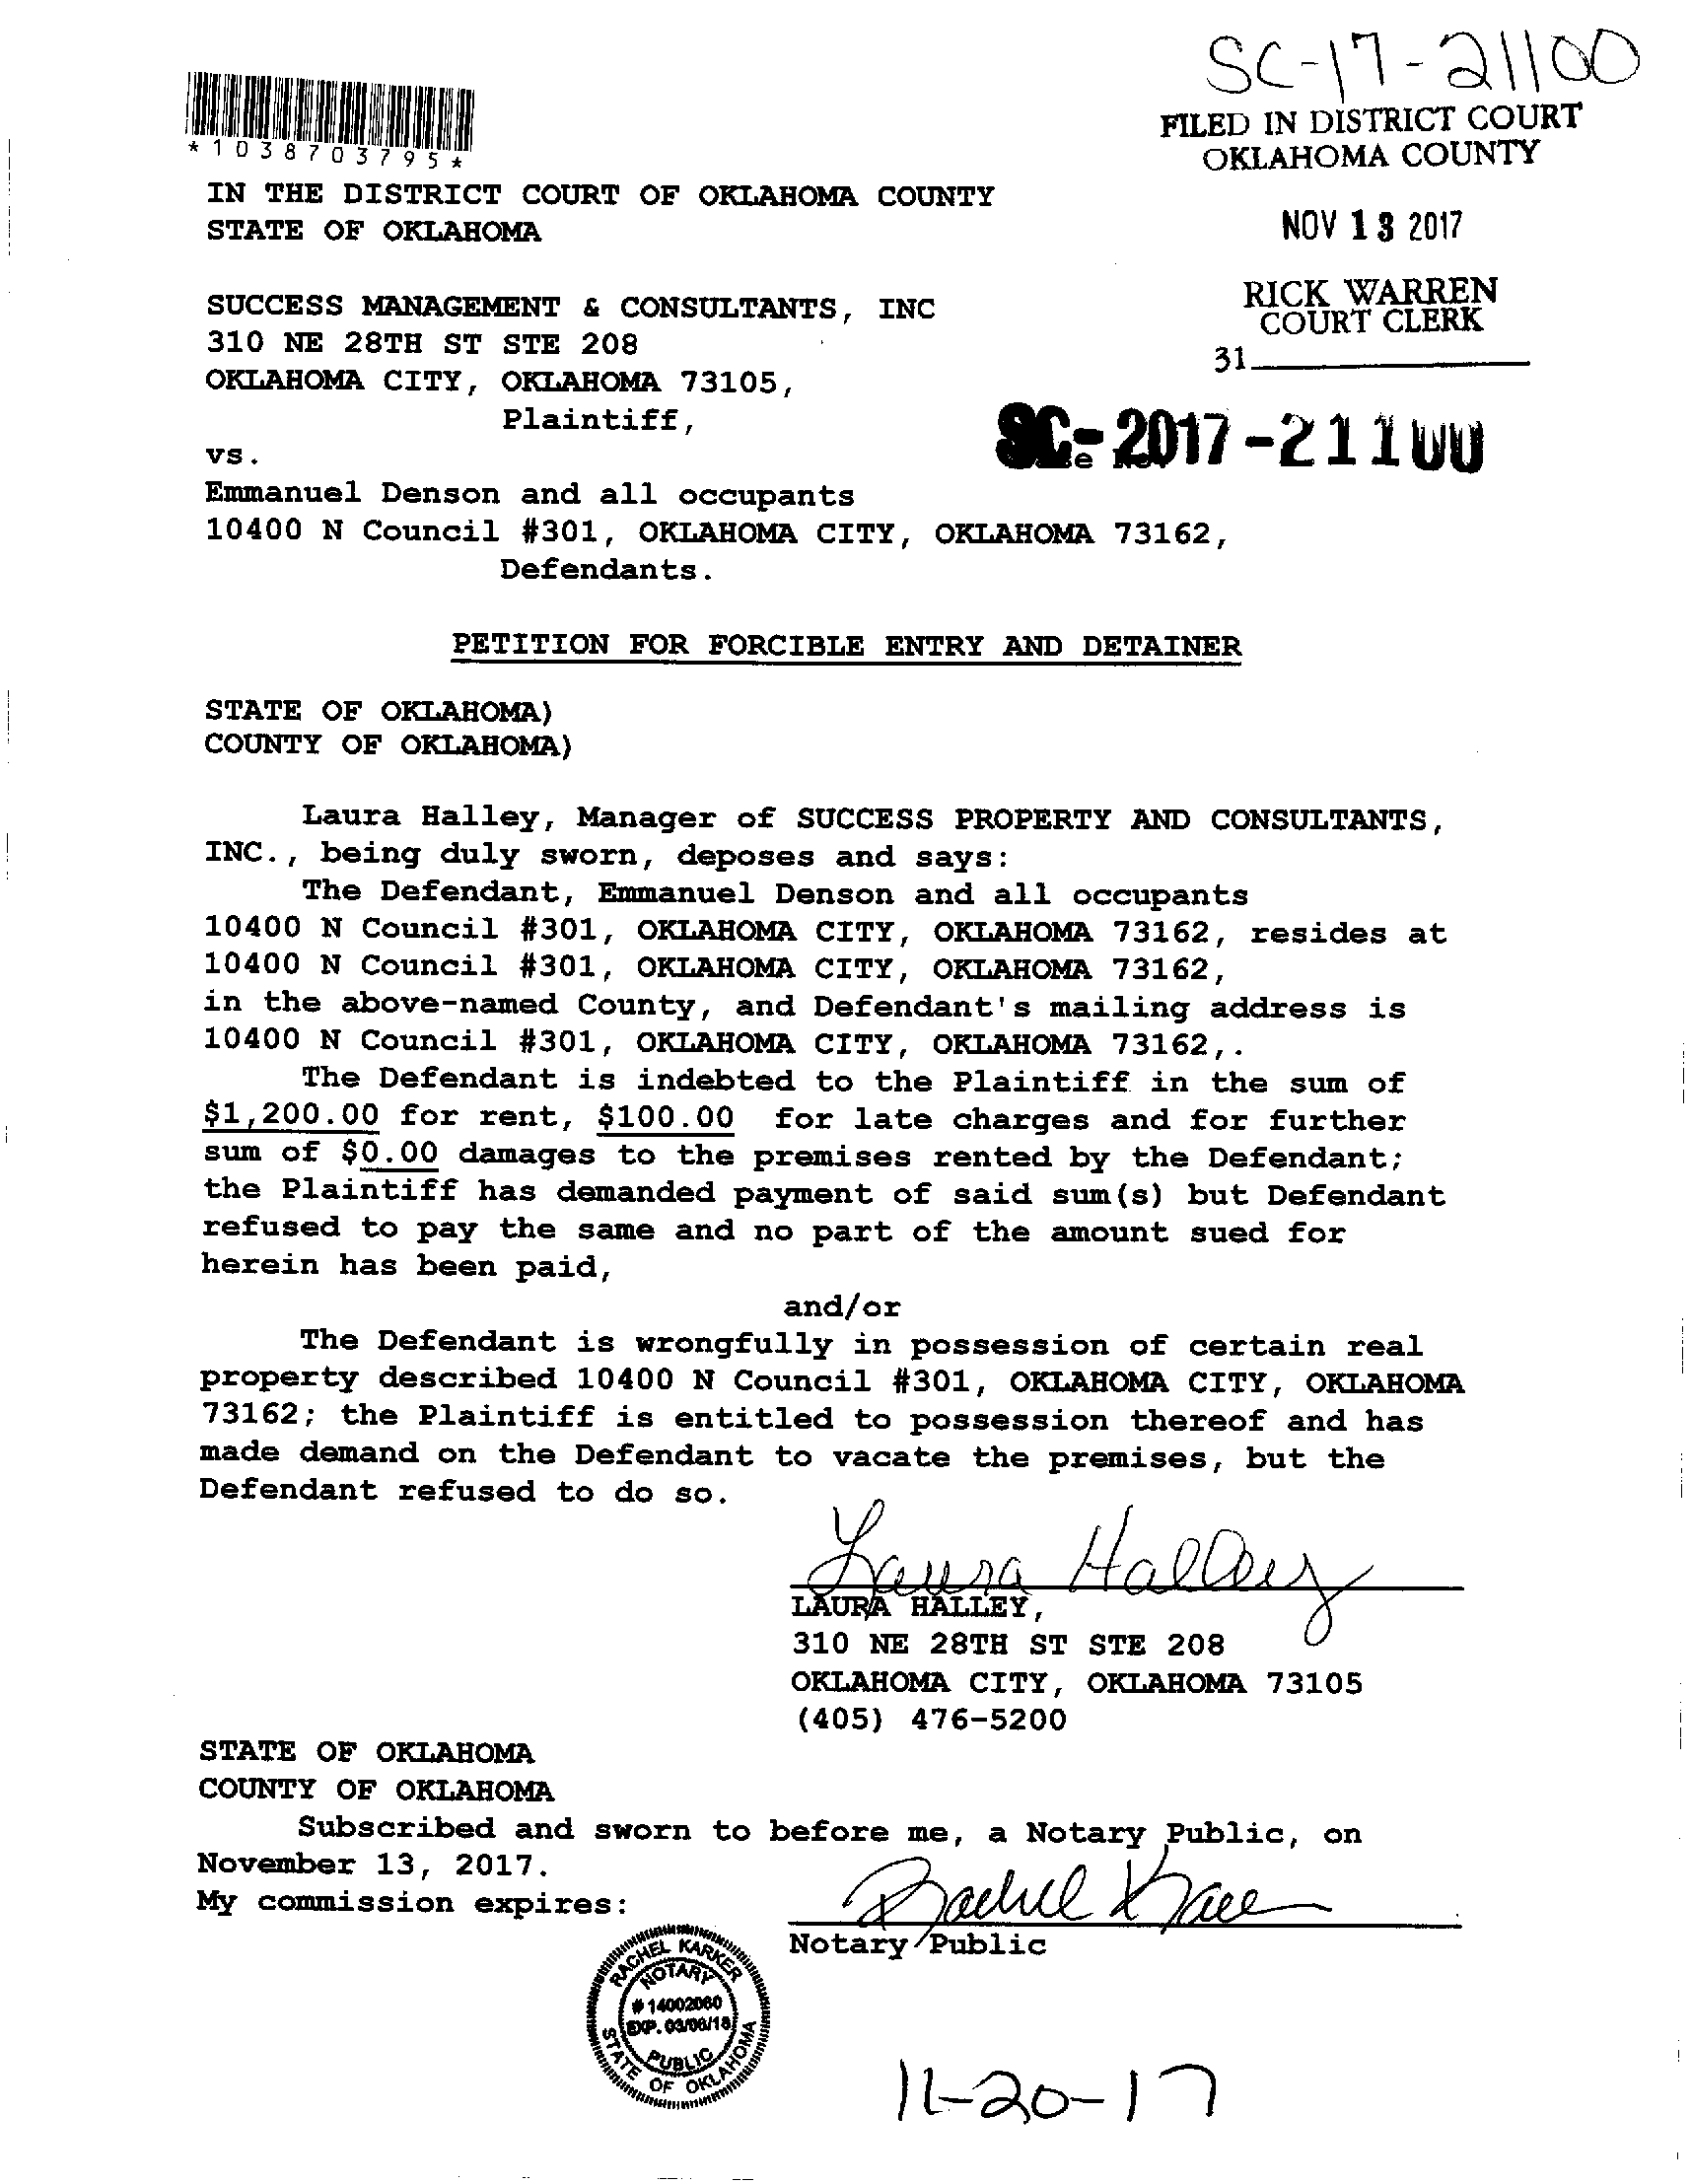 SC-17-21100
FILED IN DISTRICT COURT
OKLAHOMA COUNTY
*1038703795*
IN THE DISTRICT COURT OF OKLAHOMA COUNTY
STATE OF OKLAHOMA
NOV 13 2017
SUCCESS MANAGEMENT & CONSULTANTS, INC
310 NE 28TH ST STE 208
OKLAHOMA CITY, OKLAHOMA 73105,
Plaintiff,
RICK WARREN
COURT CLERK
31
SC-2017-21100
vs.
Emmanuel Denson and all occupants
10400 N Council #301, OKLAHOMA CITY, OKLAHOMA 73162,
Defendants.
PETITION FOR FORCIBLE ENTRY AND DETAINER
STATE OF OKLAHOMA)
COUNTY OF OKLAHOMA)
Laura Halley, Manager of SUCCESS PROPERTY AND CONSULTANTS,
INC., being duly sworn, deposes and says:
The Defendant, Emmanuel Denson and all occupants
10400 N Council #301, OKLAHOMA CITY, OKLAHOMA 73162, resides at
10400 N Council #301, OKLAHOMA CITY, OKLAHOMA 73162,
in the above-named County, and Defendant's mailing address is
10400 N Council #301, OKLAHOMA CITY, OKLAHOMA 73162,.
The Defendant is indebted to the Plaintiff in the sum of
$1,200.00 for rent, $100.00 for late charges and for further
sum of $0.00 damages to the premises rented by the Defendant;
the Plaintiff has demanded payment of said sum(s) but Defendant
refused to pay the same and no part of the amount sued for
herein has been paid,
and/or
The Defendant is wrongfully in possession of certain real
property described 10400 N Council #301, OKLAHOMA CITY, OKLAHOMA
73162; the Plaintiff is entitled to possession thereof and has
made demand on the Defendant to vacate the premises, but the
Defendant refused to do so.
Laura Halley
LAURA HALLEY,
310 NE 28TH ST STE 208
OKLAHOMA CITY, OKLAHOMA 73105
(405) 476-5200
STATE OF OKLAHOMA
COUNTY OF OKLAHOMA
Subscribed and sworn to before me, a Notary Public, on
November 13, 2017.
My commission expires:
Notary Public
RACHEL KARKER
NOTARY
# 14002060
EXP. 03/06/18
PUBLIC
STATE OF OKLAHOMA
11-20-17